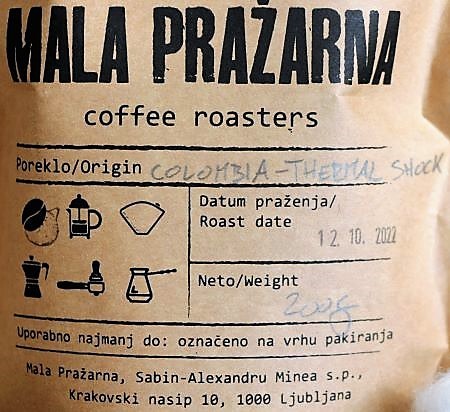 MALA PRAŽARNA
coffee roasters
Poreklo/Origin COLOMBIA - THERMAL SHOCK
Datum praženja/
Roast date
12. 10. 2022
Neto/Weight
200g
Uporabno najmanj do: označeno na vrhu pakiranja
Mala Pražarna, Sabin-Alexandru Minea s.p.,
Krakovski nasip 10, 1000 Ljubljana